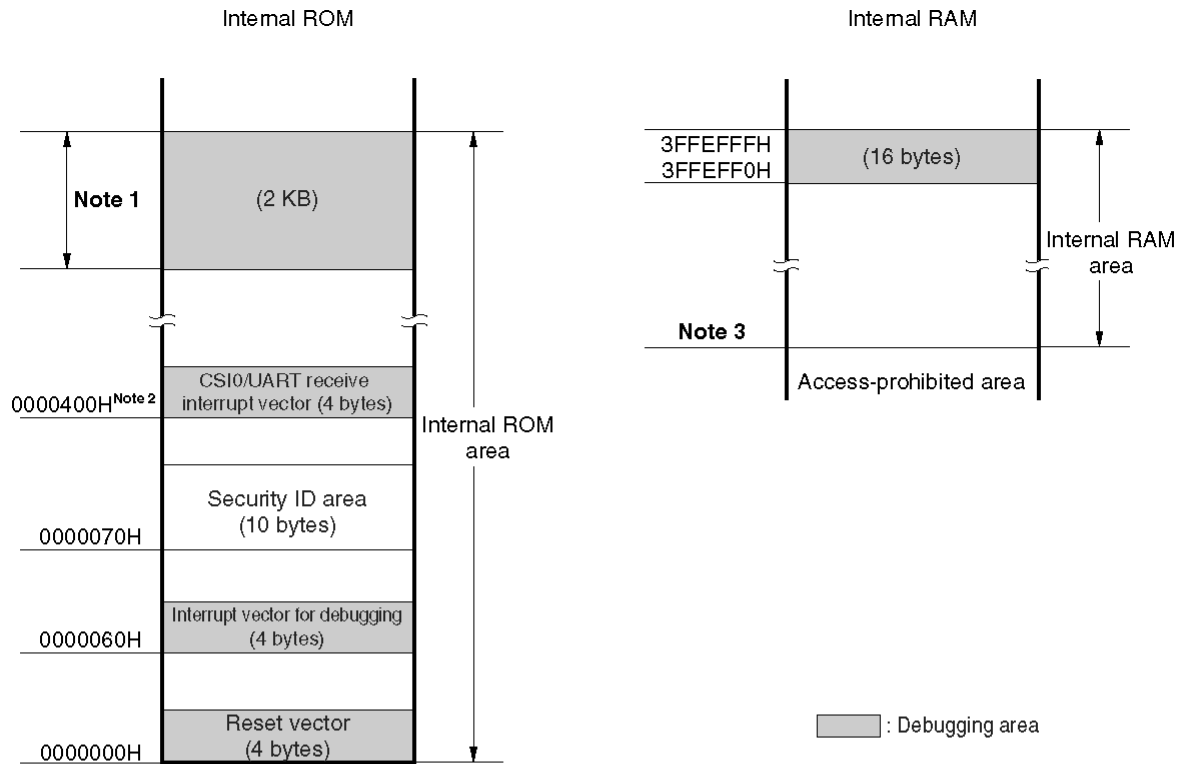 Internal ROM
Note 1
(2 KB)
CSI0/UART receive
interrupt vector (4 bytes)
0000400H Note 2
Internal ROM
area
Security ID area
(10 bytes)
0000070H
Interrupt vector for debugging
(4 bytes)
0000060H
Reset vector
(4 bytes)
0000000H
Internal RAM
3FFEFFFH
3FFEFF0H
(16 bytes)
Internal RAM
area
Note 3
Access-prohibited area
: Debugging area